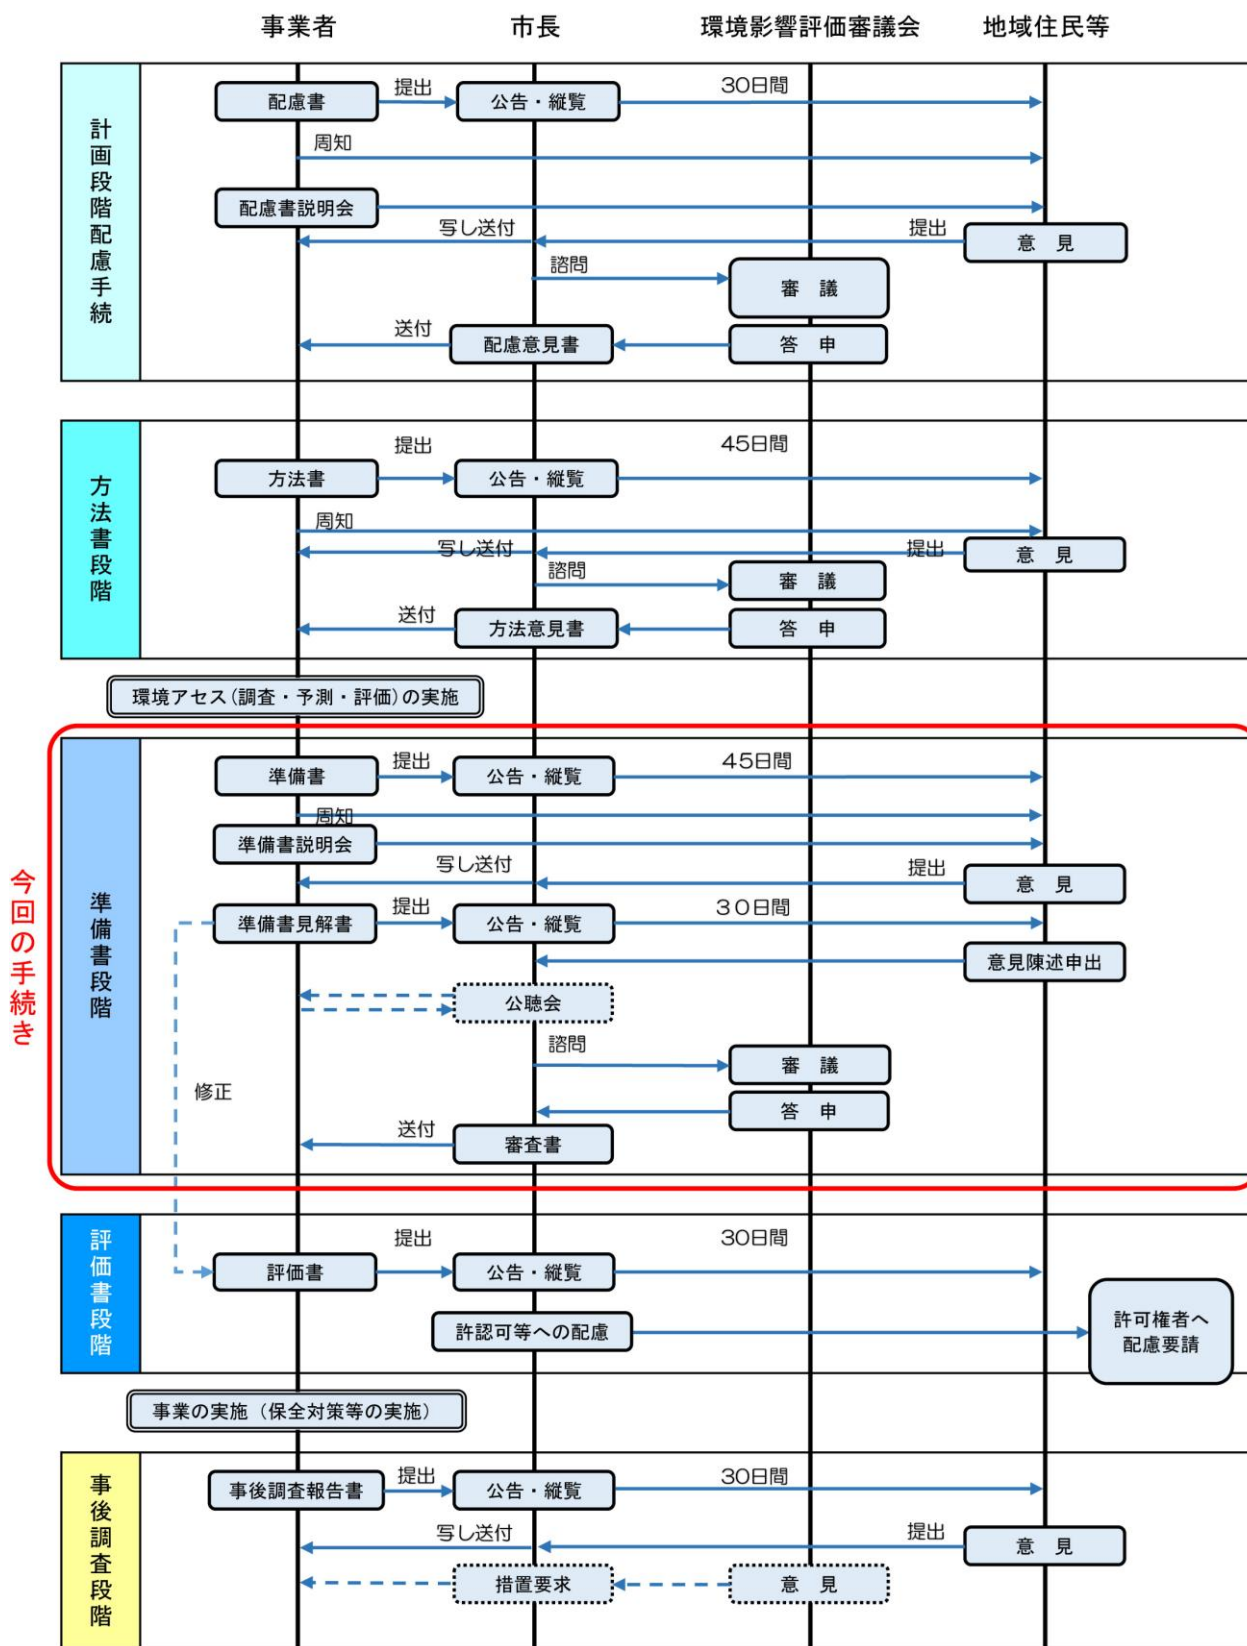 事業者 市長 環境影響評価審議会 地域住民等
計画段階配慮手続
配慮書 提出 公告・縦覧 30日間
周知
配慮書説明会
写し送付 提出 意 見
諮問 審 議
送付 配慮意見書 答 申
方法書段階
方法書 提出 公告・縦覧 45日間
周知
写し送付 提出 意 見
諮問 審 議
送付 方法意見書 答 申
環境アセス(調査・予測・評価)の実施
今回の手続き
準備書段階
準備書 提出 公告・縦覧 45日間
周知
準備書説明会
写し送付 提出 意 見
準備書見解書 提出 公告・縦覧 30日間
意見陳述申出
公聴会
諮問 審 議
修正
答 申
送付 審査書
評価書段階
評価書 提出 公告・縦覧 30日間
許認可等への配慮
許可権者へ
配慮要請
事業の実施（保全対策等の実施）
事後調査段階
事後調査報告書 提出 公告・縦覧 30日間
写し送付 提出 意 見
措置要求 意 見